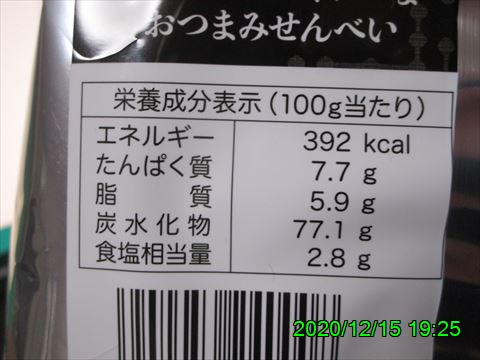 おつまみせんべい
栄養成分表示(100g当たり)
エネルギー 392 kcal
たんぱく質 7.7 g
脂質 5.9 g
炭水化物 77.1 g
食塩相当量 2.8 g
2020/12/15 19:25